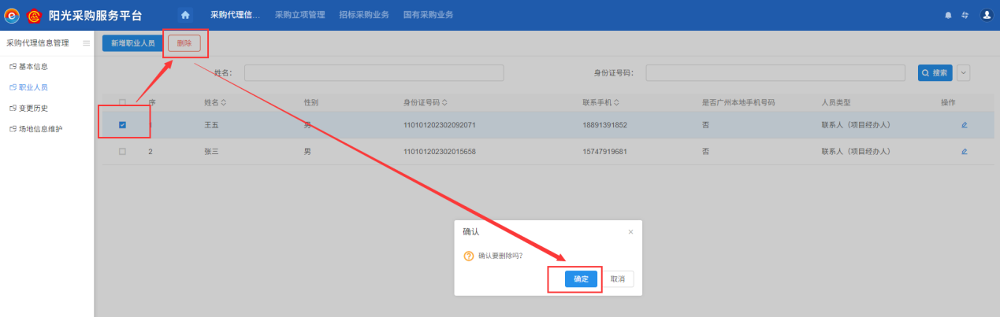 阳光采购服务平台 采购代理信... 采购立项管理 招标采购业务 国有采购业务
采购代理信息管理 新增职业人员 删除
基本信息
职业人员
变更历史
场地信息维护
姓名: 身份证号码: 搜索
序 姓名 性别 身份证号码 联系手机 是否广州本地手机号码 人员类型 操作
1 王五 男 110101202302092071 18891391852 否 联系人（项目经办人）
2 张三 男 110101202302015658 15747919681 否 联系人（项目经办人）
确认
确认要删除吗?
确定 取消